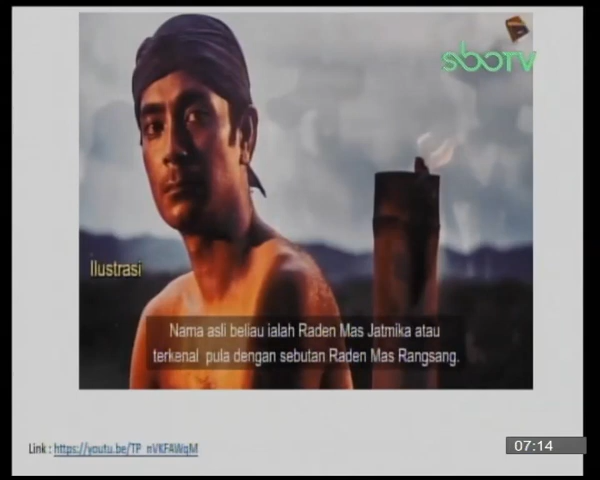 sboTV
Ilustrasi
Nama asli beliau ialah Raden Mas Jatmika atau
terkenal pula dengan sebutan Raden Mas Rangsang.
Link : https://youtu.be/TP_nVKFAWqM
07:14